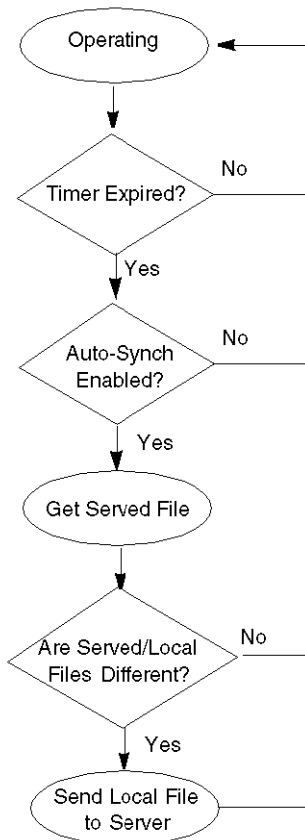 Operating
Timer Expired?
No
Yes
Auto-Synch
Enabled?
No
Yes
Get Served File
Are Served/Local
Files Different?
No
Yes
Send Local File
to Server